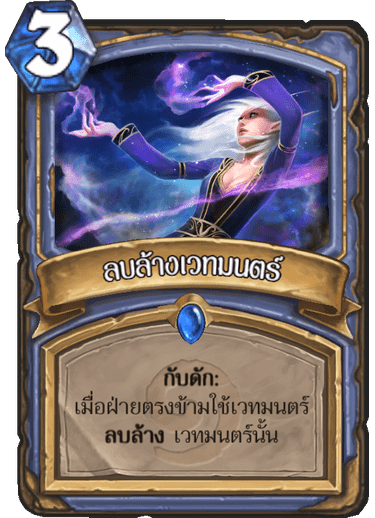 3
ลบล้างเวทมนตร์
กับดัก:
เมื่อฝ่ายตรงข้ามใช้เวทมนตร์
ลบล้าง เวทมนตร์นั้น